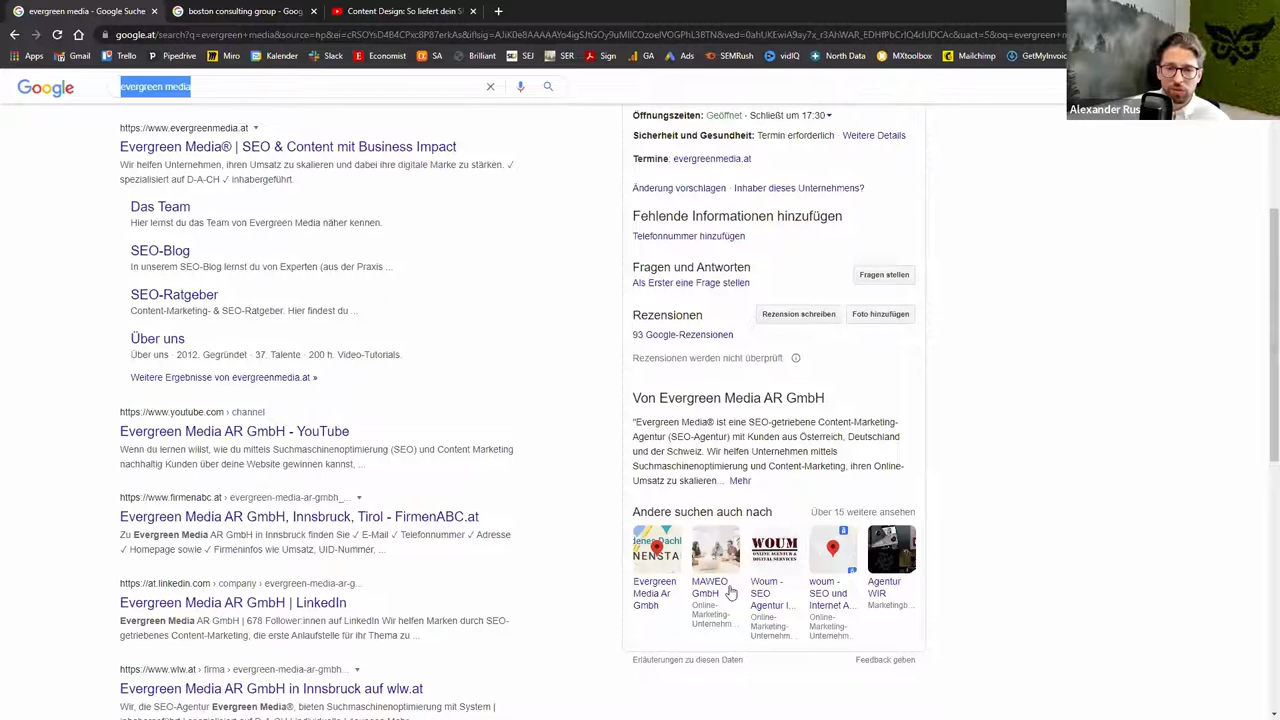 evergreen media - Google Suche
boston consulting group - Goog
Content Design: So liefert dein S
google.at/search?q=evergreen+media&source=hp&ei=
Apps
Pipedrive
Miro
Google
Canva
LinkedIn
Slack
Economist
SA
Brilliant
SEJ
SER
Sign
GA
Ads
SEMRush
vidIQ
North Data
MXtoolbox
Mailchimp
GetMyInvoic
Alexander Rus
Google
evergreen media
https://www.evergreenmedia.at
Evergreen Media® | SEO & Content mit Business Impact
Wir helfen Unternehmen, ihren Umsatz zu skalieren und dabei ihre digitale Marke zu stärken. ✓
spezialisiert auf D-A-CH ✓ inhabergeführt.
Das Team
Hier lernst du das Team von Evergreen Media näher kennen.
SEO-Blog
In unserem SEO-Blog lernst du von Experten (aus der Praxis ...
SEO-Ratgeber
Content-Marketing- & SEO-Ratgeber. Hier findest du ...
Über uns
Über uns · 2012. Gegründet · 37. Talente · 200 h. Video-Tutorials.
Weitere Ergebnisse von evergreenmedia.at »
https://www.youtube.com › channel
Evergreen Media AR GmbH - YouTube
Wenn du lernen willst, wie du mittels Suchmaschinenoptimierung (SEO) und Content Marketing
nachhaltig Kunden über deine Website gewinnen kannst, ...
https://www.firmenabc.at › evergreen-media-ar-gmbh_...
Evergreen Media AR GmbH, Innsbruck, Tirol - FirmenABC.at
Zu Evergreen Media AR GmbH in Innsbruck finden Sie ✓ E-Mail ✓ Telefonnummer ✓ Adresse
✓ Homepage sowie ✓ Firmeninfos wie Umsatz, UID-Nummer, ...
https://at.linkedin.com › company › evergreen-media-ar-g...
Evergreen Media AR GmbH | LinkedIn
Evergreen Media AR GmbH | 678 Follower:innen auf LinkedIn Wir helfen Marken durch SEO-
getriebenes Content-Marketing, die erste Anlaufstelle für ihr Thema zu ...
https://www.wlw.at › firma › evergreen-media-ar-gmbh...
Evergreen Media AR GmbH in Innsbruck auf wlw.at
Wir, die SEO-Agentur Evergreen Media®, bieten Suchmaschinenoptimierung mit System |
Öffnungszeiten: Geöffnet · Schließt um 17:30
Sicherheit und Gesundheit: Termin erforderlich · Weitere Details
Termine: evergreenmedia.at
Änderung vorschlagen · Inhaber dieses Unternehmens?
Fehlende Informationen hinzufügen
Telefonnummer hinzufügen
Fragen und Antworten
Fragen stellen
Als Erster eine Frage stellen
Rezensionen
Rezension schreiben
Foto hinzufügen
93 Google-Rezensionen
Rezensionen werden nicht überprüft
Von Evergreen Media AR GmbH
"Evergreen Media® ist eine SEO-getriebene Content-Marketing-
Agentur (SEO-Agentur) mit Kunden aus Österreich, Deutschland
und der Schweiz. Wir helfen Unternehmen mittels
Suchmaschinenoptimierung und Content-Marketing, ihren Online-
Umsatz zu skalieren... Mehr
Andere suchen auch nach
Über 15 weitere ansehen
Evergreen
Media Ar
Gmbh
MAWEO
GmbH
Online-
Marketing-
Unternehm...
WOUM
Woum -
SEO
Agentur I...
Online-
Marketing-
Unternehm...
woum -
SEO und
Internet A...
Online-
Marketing-
Unternehm...
Agentur
WIR
Marketingb...
Erläuterungen zu diesen Daten
Feedback geben